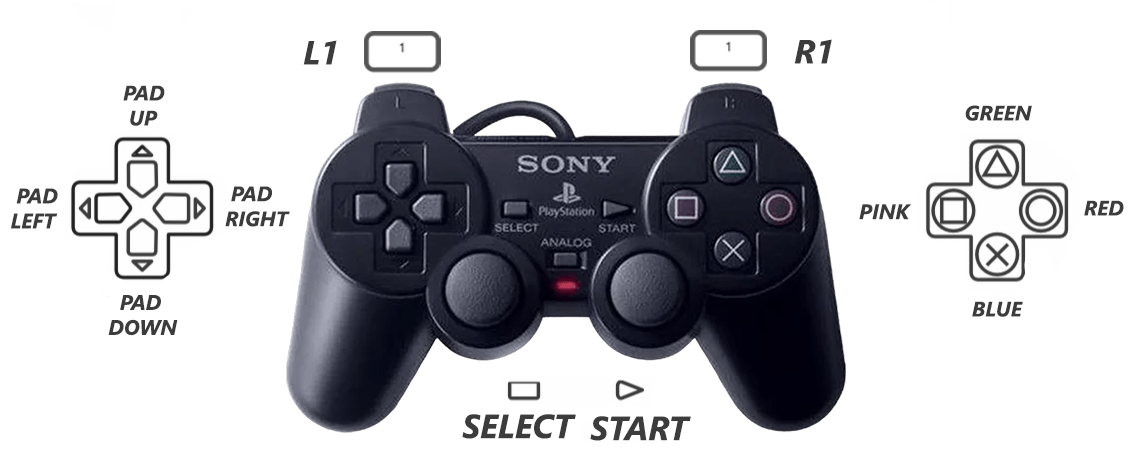 L1
1
1
R1
PAD
UP
PAD
LEFT
PAD
RIGHT
PAD
DOWN
SONY
PlayStation
SELECT
START
ANALOG
GREEN
PINK
RED
BLUE
SELECT
START